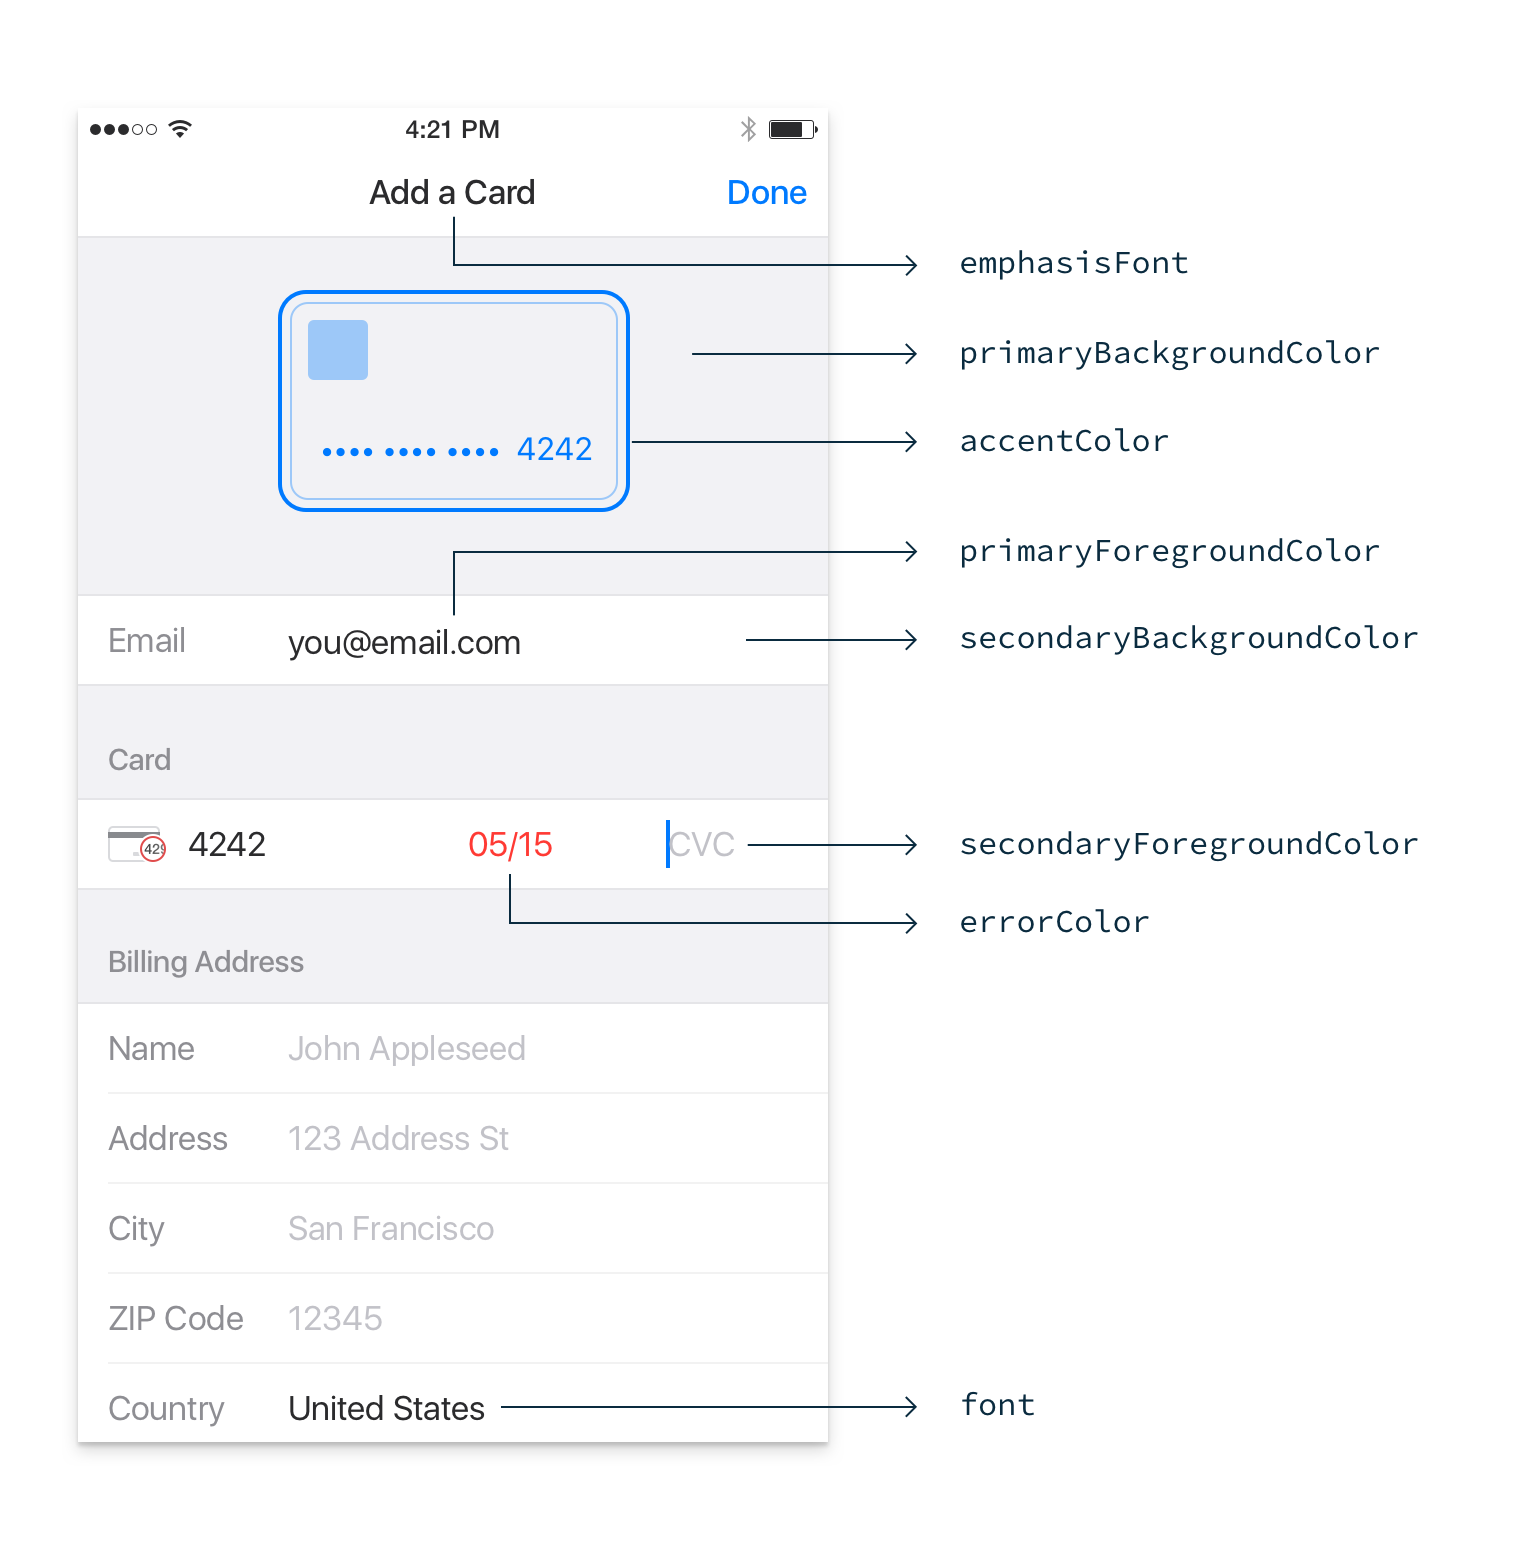 4:21 PM
Add a Card Done
emphasisFont
primaryBackgroundColor
•••• •••• •••• 4242 accentColor
primaryForegroundColor
Email you@email.com secondaryBackgroundColor
Card
429 4242 05/15 CVC secondaryForegroundColor
errorColor
Billing Address
Name John Appleseed
Address 123 Address St
City San Francisco
ZIP Code 12345
Country United States font